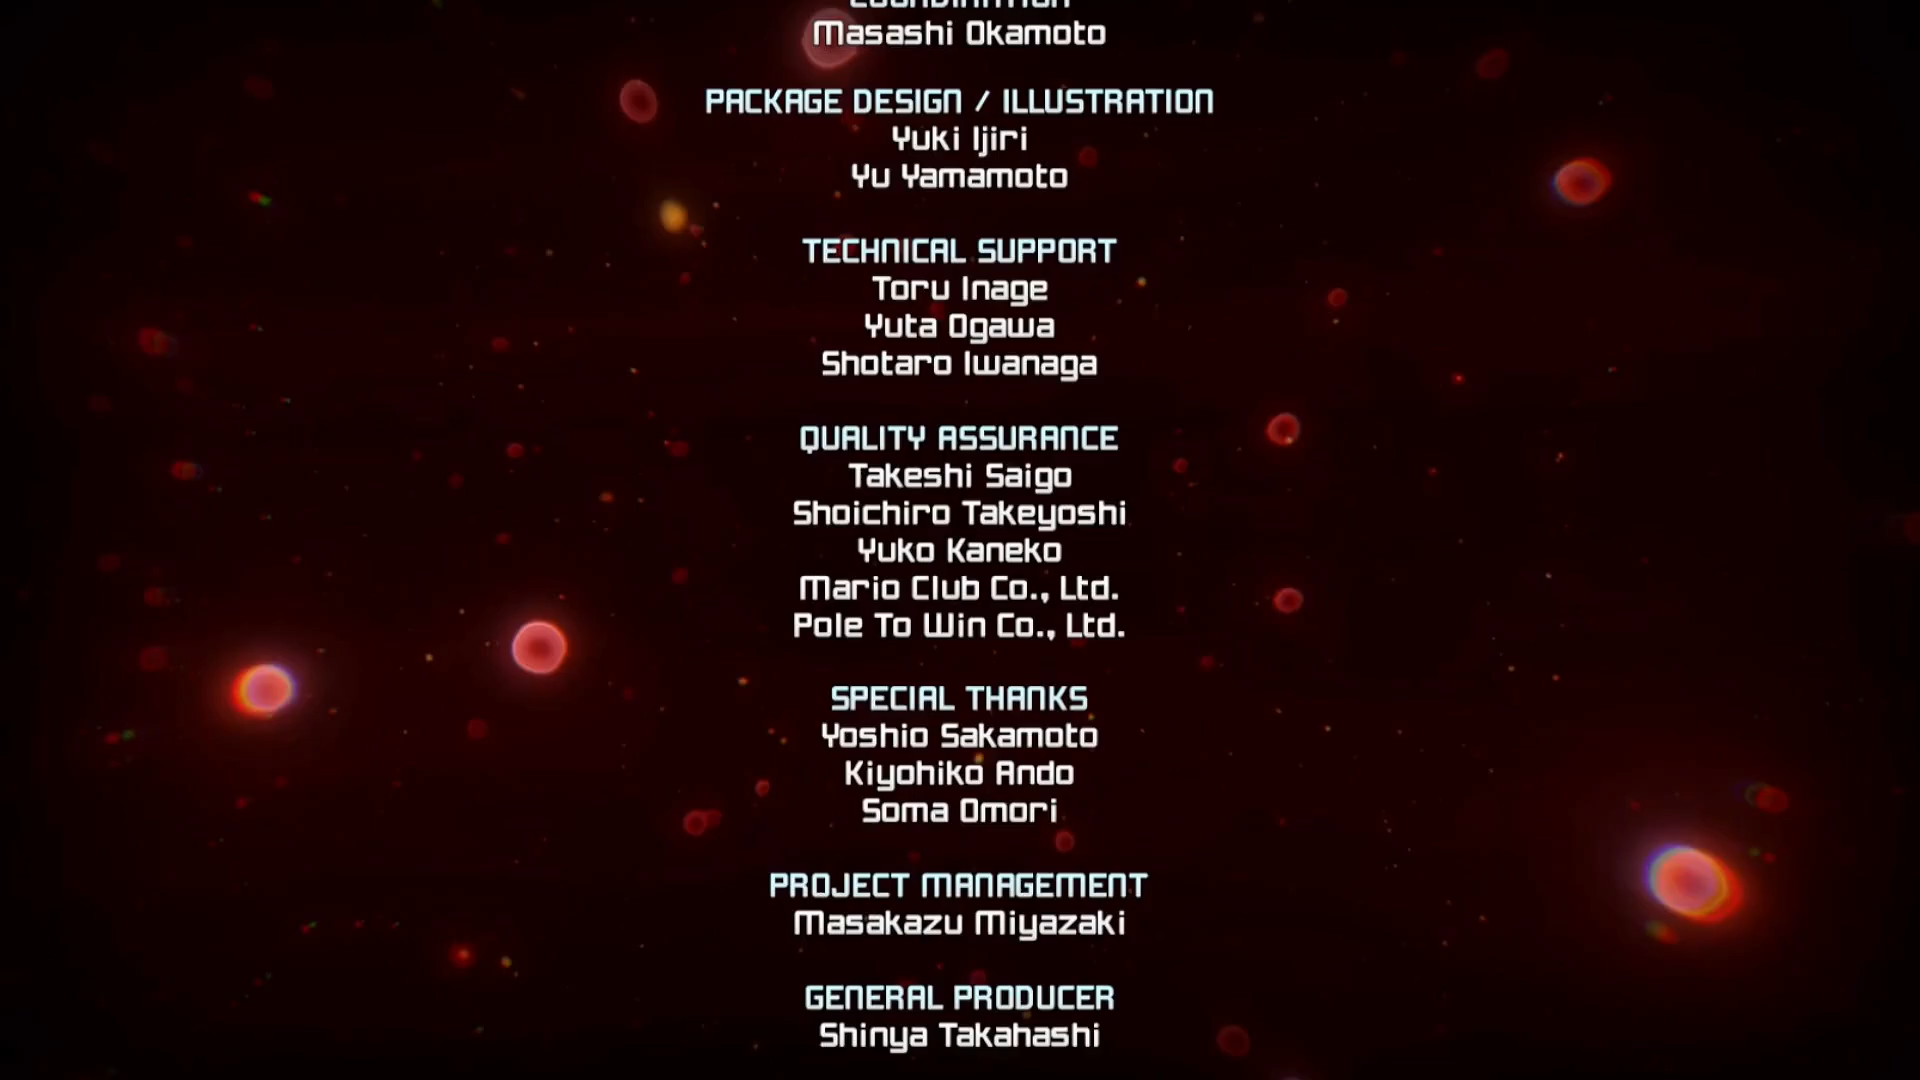 COORDINATION
Masashi Okamoto
PACKAGE DESIGN / ILLUSTRATION
Yuki Ijiri
Yu Yamamoto
TECHNICAL SUPPORT
Toru Inage
Yuta Ogawa
Shotaro Iwanaga
QUALITY ASSURANCE
Takeshi Saigo
Shoichiro Takeyoshi
Yuko Kaneko
Mario Club Co., Ltd.
Pole To Win Co., Ltd.
SPECIAL THANKS
Yoshio Sakamoto
Kiyohiko Ando
Soma Omori
PROJECT MANAGEMENT
Masakazu Miyazaki
GENERAL PRODUCER
Shinya Takahashi